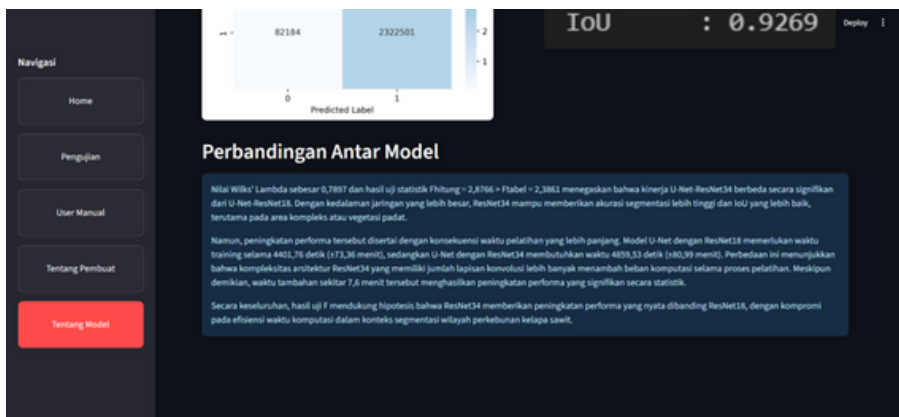 IoU : 0.9269
Deploy
1
82184 2322501
2
1
0 1
Predicted Label
Navigasi
Home
Pengujian
User Manual
Tentang Pembuat
Tentang Model
Perbandingan Antar Model
Nilai Wilks' Lambda sebesar 0,7897 dan hasil uji statistik Fhitung = 2,8766 > Ftabel = 2,3861 menegaskan bahwa kinerja U-Net-ResNet34 berbeda secara signifikan
dari U-Net-ResNet18. Dengan kedalaman jaringan yang lebih besar, ResNet34 mampu memberikan akurasi segmentasi lebih tinggi dan IoU yang lebih baik,
terutama pada area kompleks atau vegetasi padat.
Namun, peningkatan performa tersebut disertai dengan konsekuensi waktu pelatihan yang lebih panjang. Model U-Net dengan ResNet18 memerlukan waktu
training selama 4401,76 detik (±73,36 menit), sedangkan U-Net dengan ResNet34 membutuhkan waktu 4859,53 detik (±80,99 menit). Perbedaan ini menunjukkan
bahwa kompleksitas arsitektur ResNet34 yang memiliki jumlah lapisan konvolusi lebih banyak menambah beban komputasi selama proses pelatihan. Meskipun
demikian, waktu tambahan sekitar 7,6 menit tersebut menghasilkan peningkatan performa yang signifikan secara statistik.
Secara keseluruhan, hasil uji F mendukung hipotesis bahwa ResNet34 memberikan peningkatan performa yang nyata dibanding ResNet18, dengan kompromi
pada efisiensi waktu komputasi dalam konteks segmentasi wilayah perkebunan kelapa sawit.